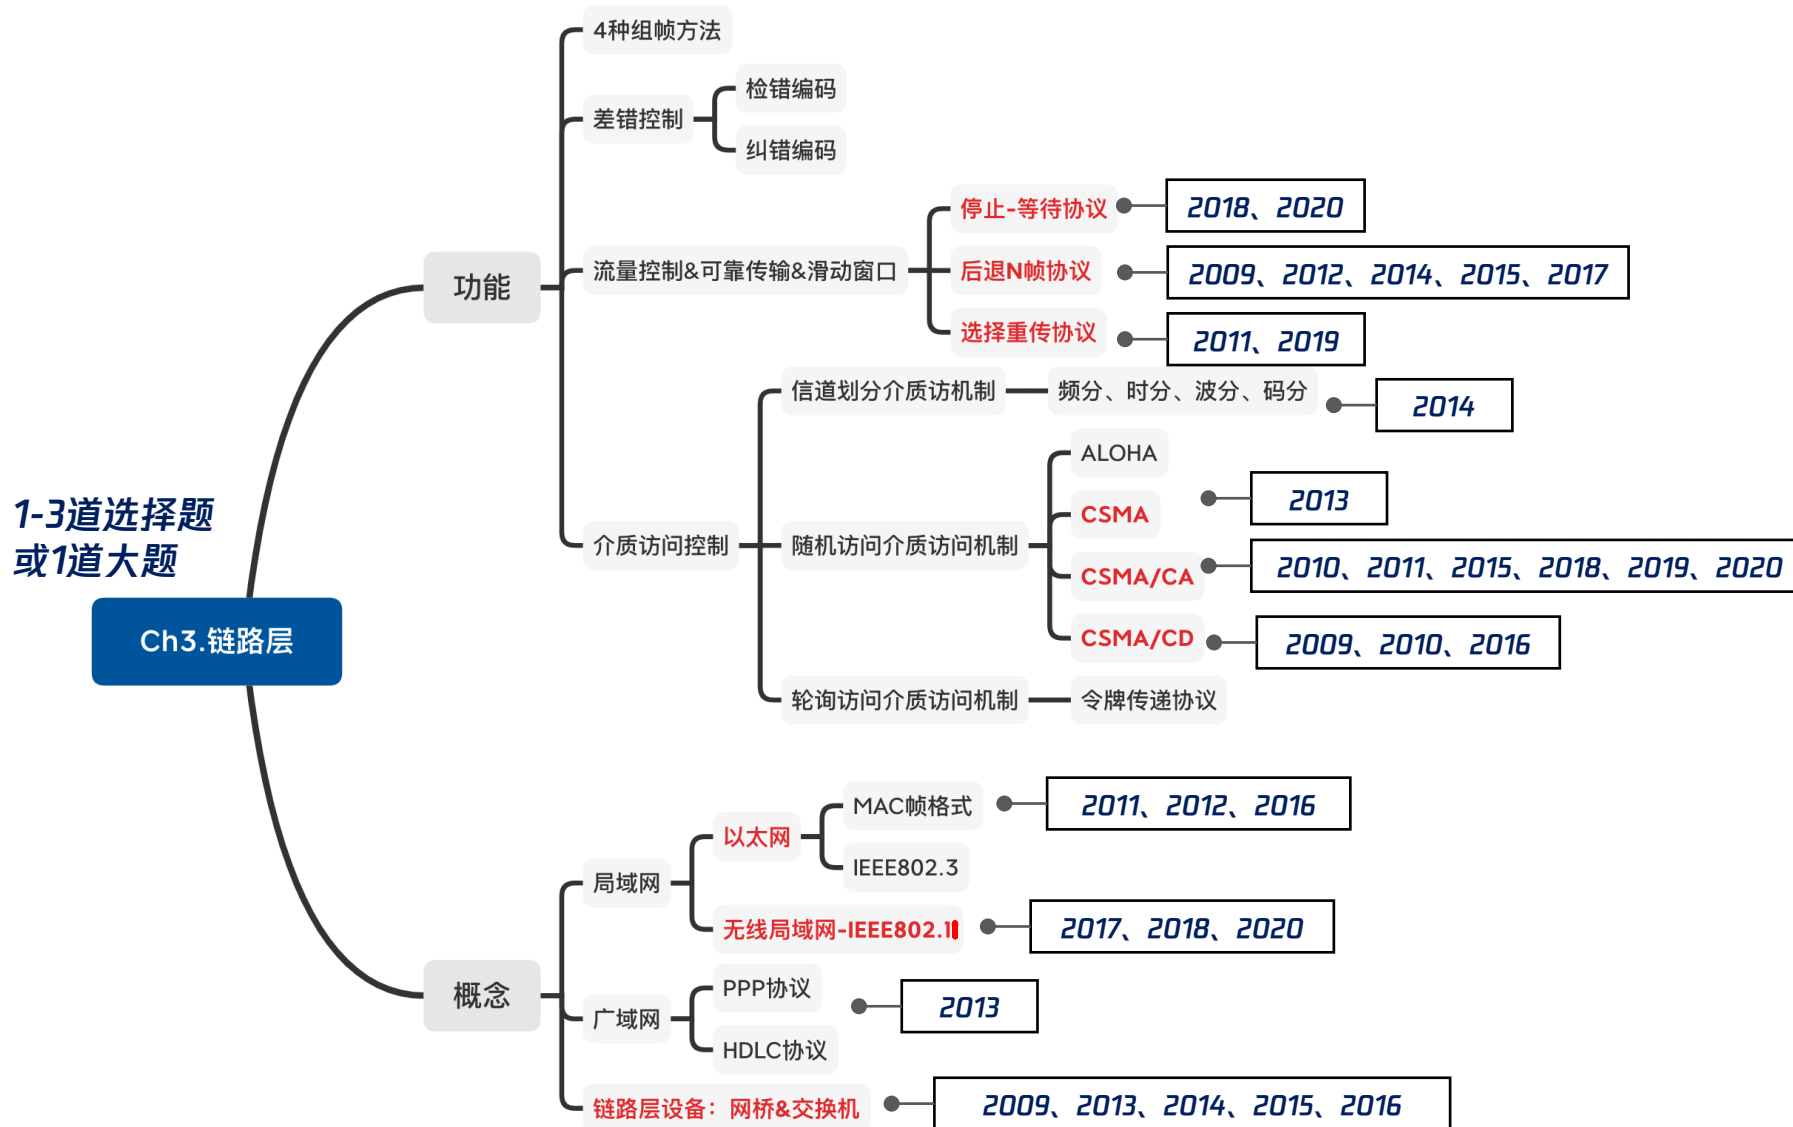 4种组帧方法
检错编码
差错控制
纠错编码
停止-等待协议
2018、2020
功能
流量控制&可靠传输&滑动窗口
后退N帧协议
2009、2012、2014、2015、2017
选择重传协议
2011、2019
信道划分介质访机制
频分、时分、波分、码分
2014
ALOHA
CSMA
2013
1-3道选择题
或1道大题
介质访问控制
随机访问介质访问机制
CSMA/CA
2010、2011、2015、2018、2019、2020
CSMA/CD
2009、2010、2016
Ch3.链路层
轮询访问介质访问机制
令牌传递协议
MAC帧格式
2011、2012、2016
以太网
IEEE802.3
局域网
无线局域网-IEEE802.11
2017、2018、2020
概念
PPP协议
2013
广域网
HDLC协议
链路层设备：网桥&交换机
2009、2013、2014、2015、2016